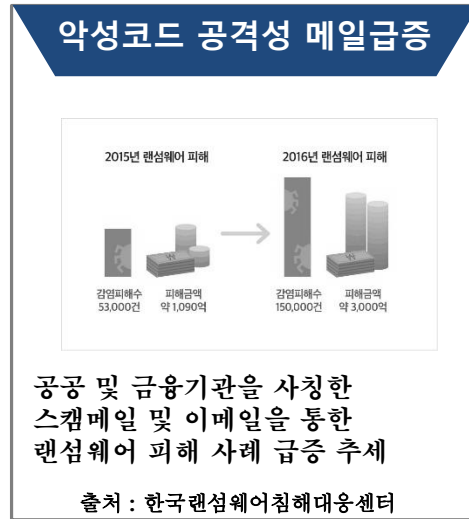 악성코드 공격성 메일급증
2015년 랜섬웨어 피해
2016년 랜섬웨어 피해
₩
₩
감염피해수
53,000건
피해금액
약 1,090억
감염피해수
150,000건
피해금액
약 3,000억
공공 및 금융기관을 사칭한
스캠메일 및 이메일을 통한
랜섬웨어 피해 사례 급증 추세
출처 : 한국랜섬웨어침해대응센터